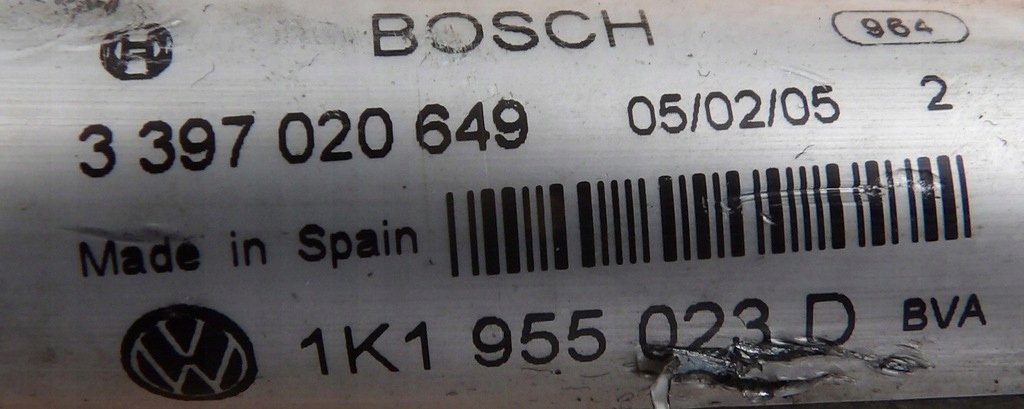 BOSCH 964
3 397 020 649 05/02/05 2
Made in Spain
1K1 955 023 D BVA